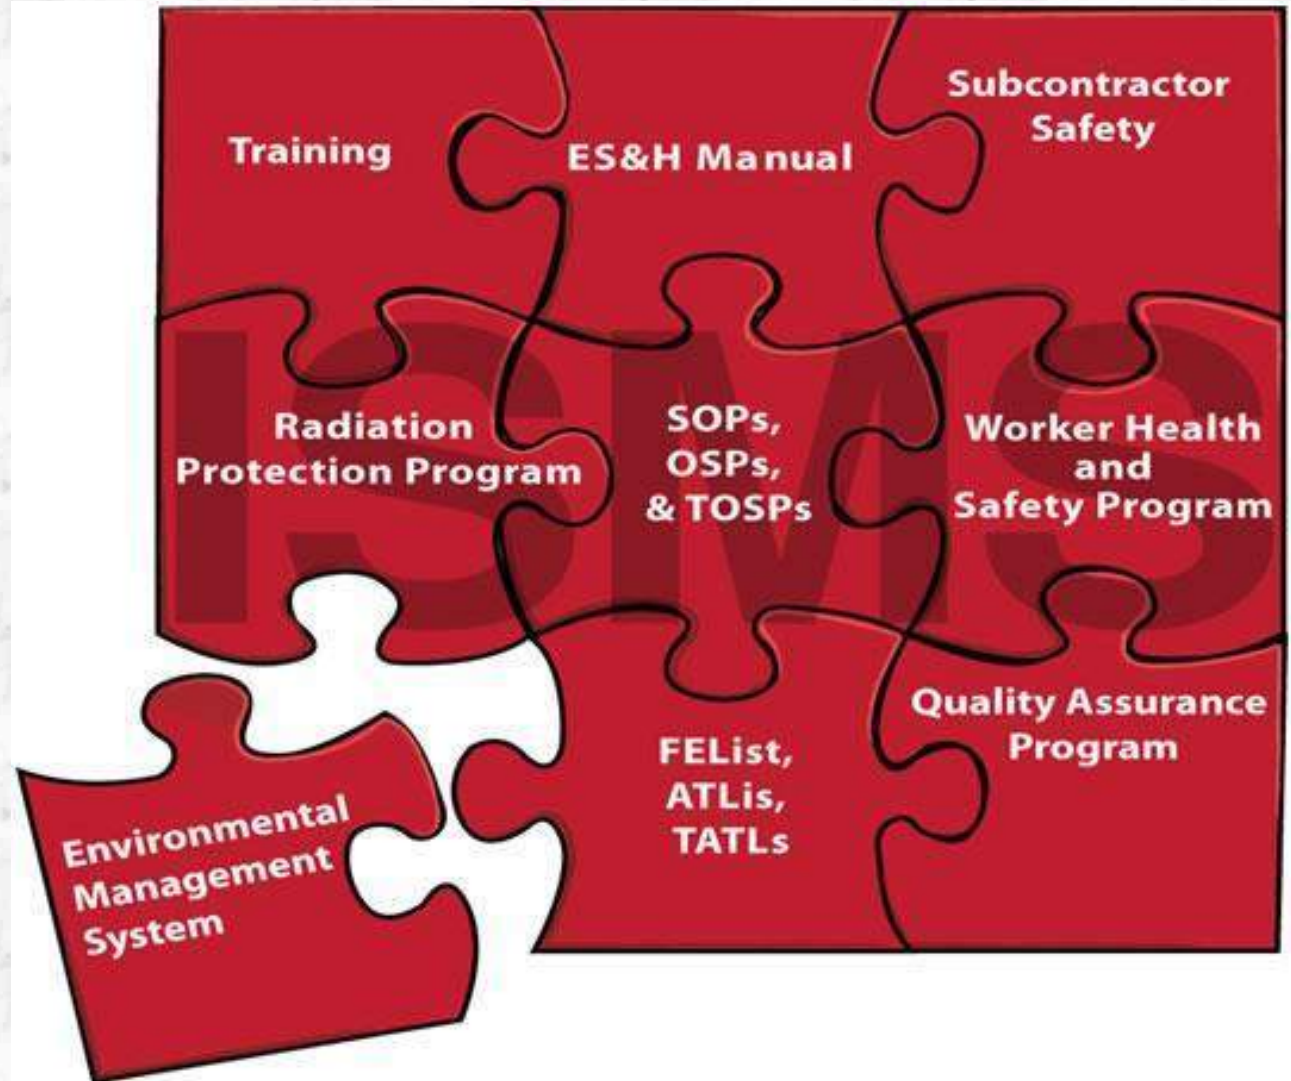 Training
ES&H Manual
Subcontractor
Safety
Radiation
Protection Program
SOPs,
OSPs,
& TOSPs
Worker Health
and
Safety Program
ISMS
Environmental
Management
System
FEList,
ATLis,
TATLs
Quality Assurance
Program